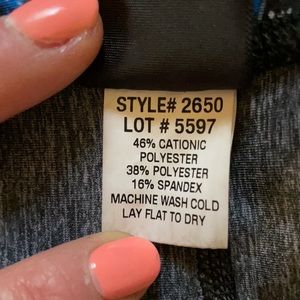 STYLE# 2650
LOT # 5597
46% CATIONIC
POLYESTER
38% POLYESTER
16% SPANDEX
MACHINE WASH COLD
LAY FLAT TO DRY